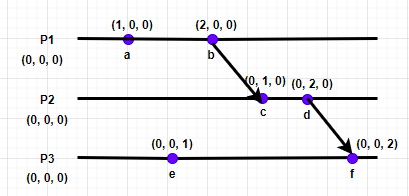 (1, 0, 0) (2, 0, 0)
P1
(0, 0, 0)
a b
(0, 1, 0) (0, 2, 0)
P2
(0, 0, 0)
c d
(0, 0, 1) (0, 0, 2)
P3
(0, 0, 0)
e f